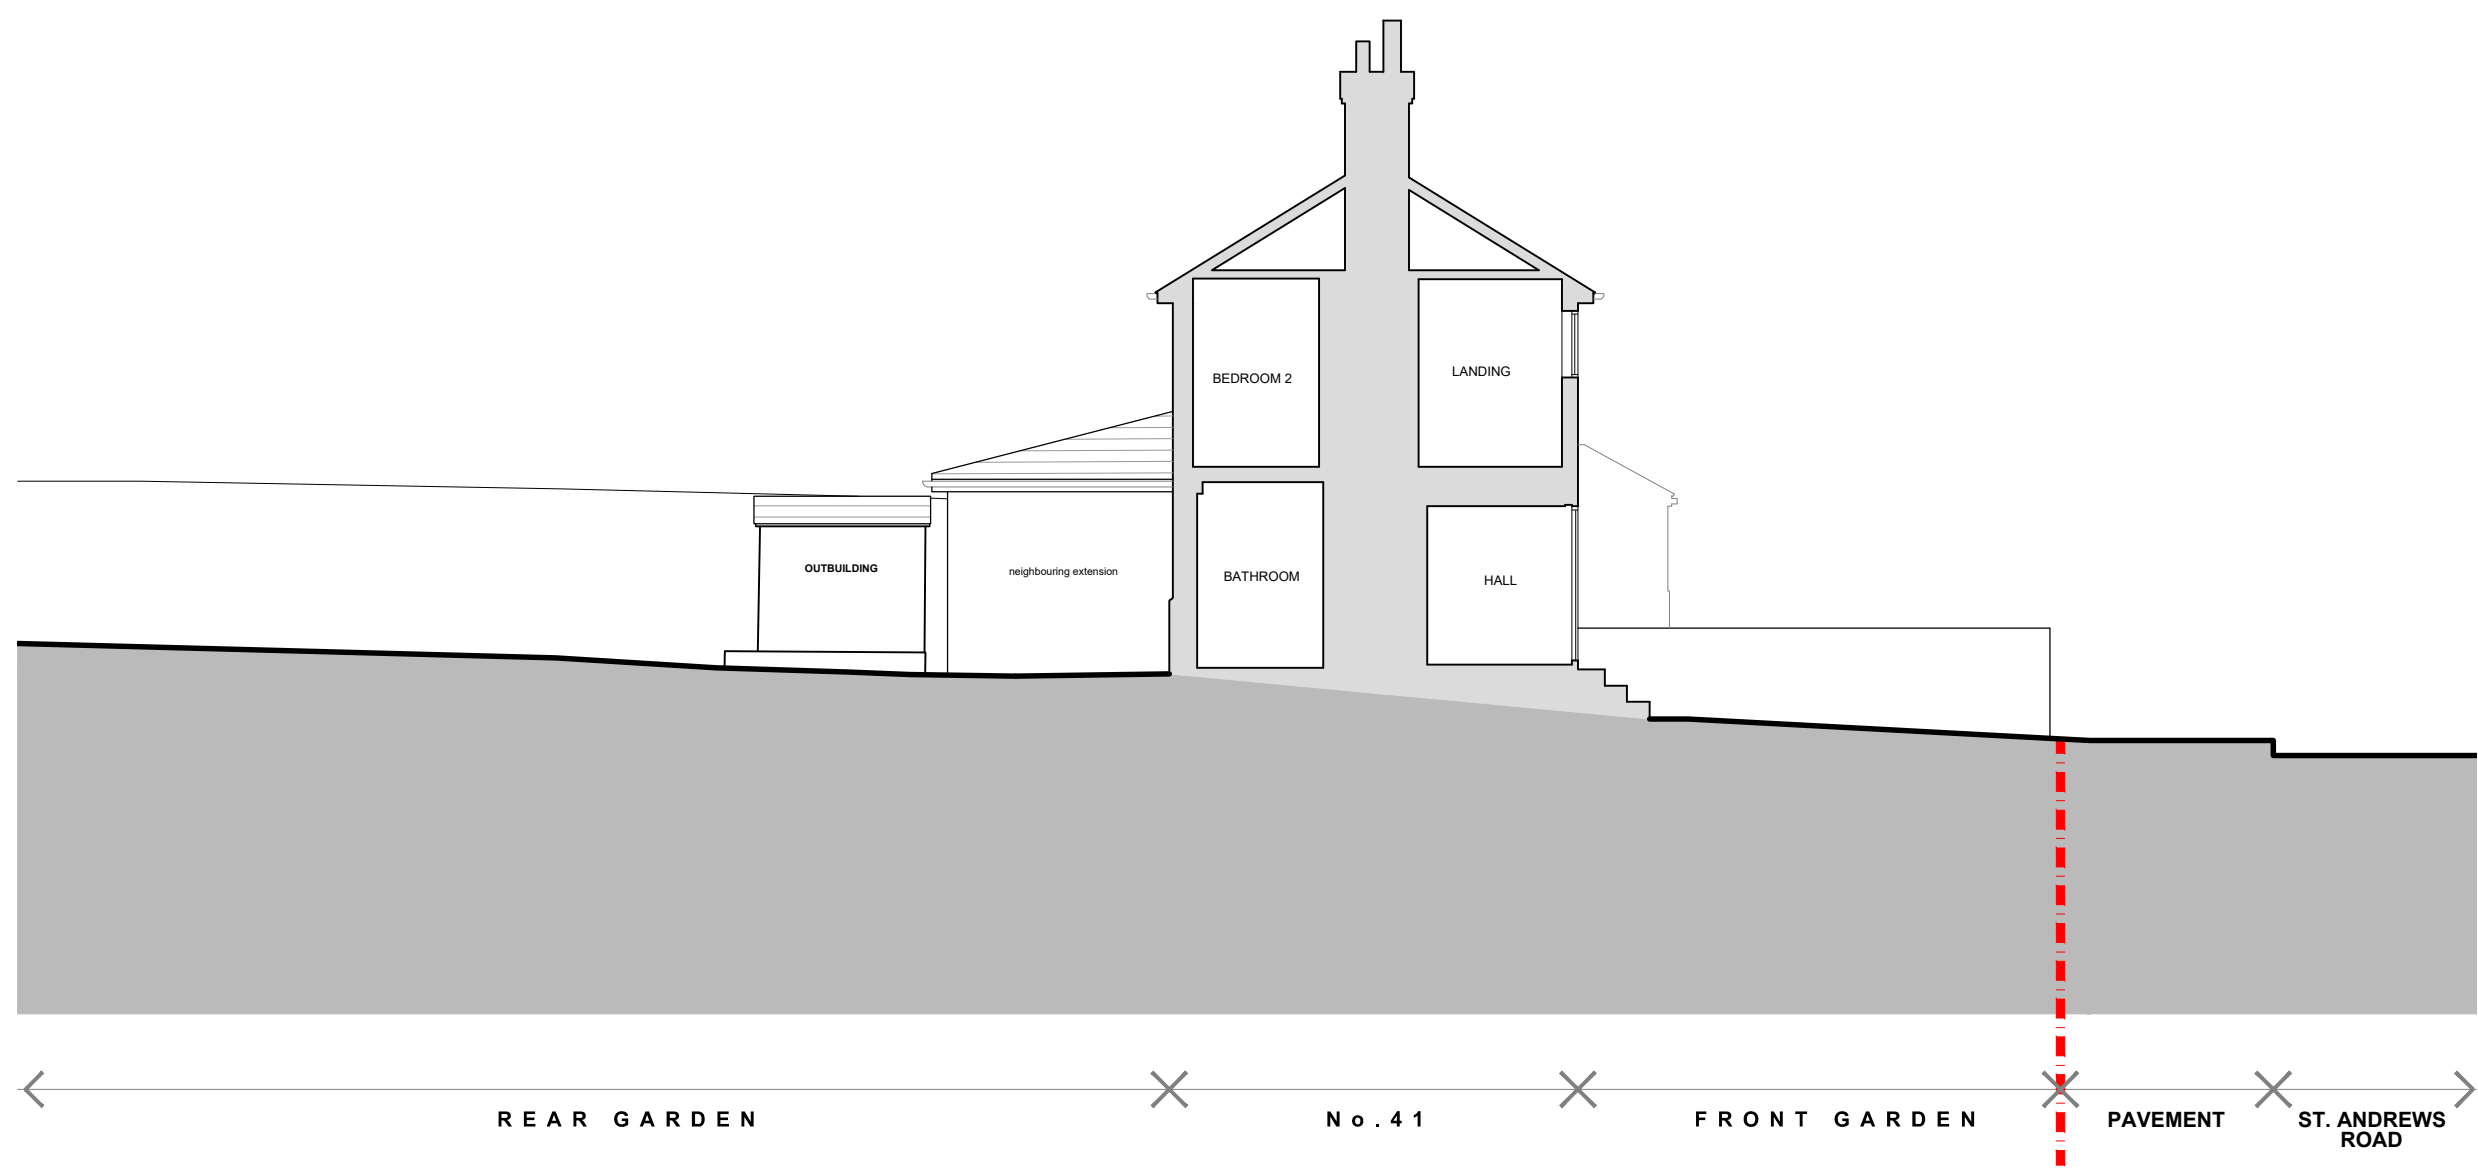 BEDROOM 2
LANDING
OUTBUILDING
neighbouring extension
BATHROOM
HALL
REAR GARDEN
No.41
FRONT GARDEN
PAVEMENT
ST. ANDREWS
ROAD